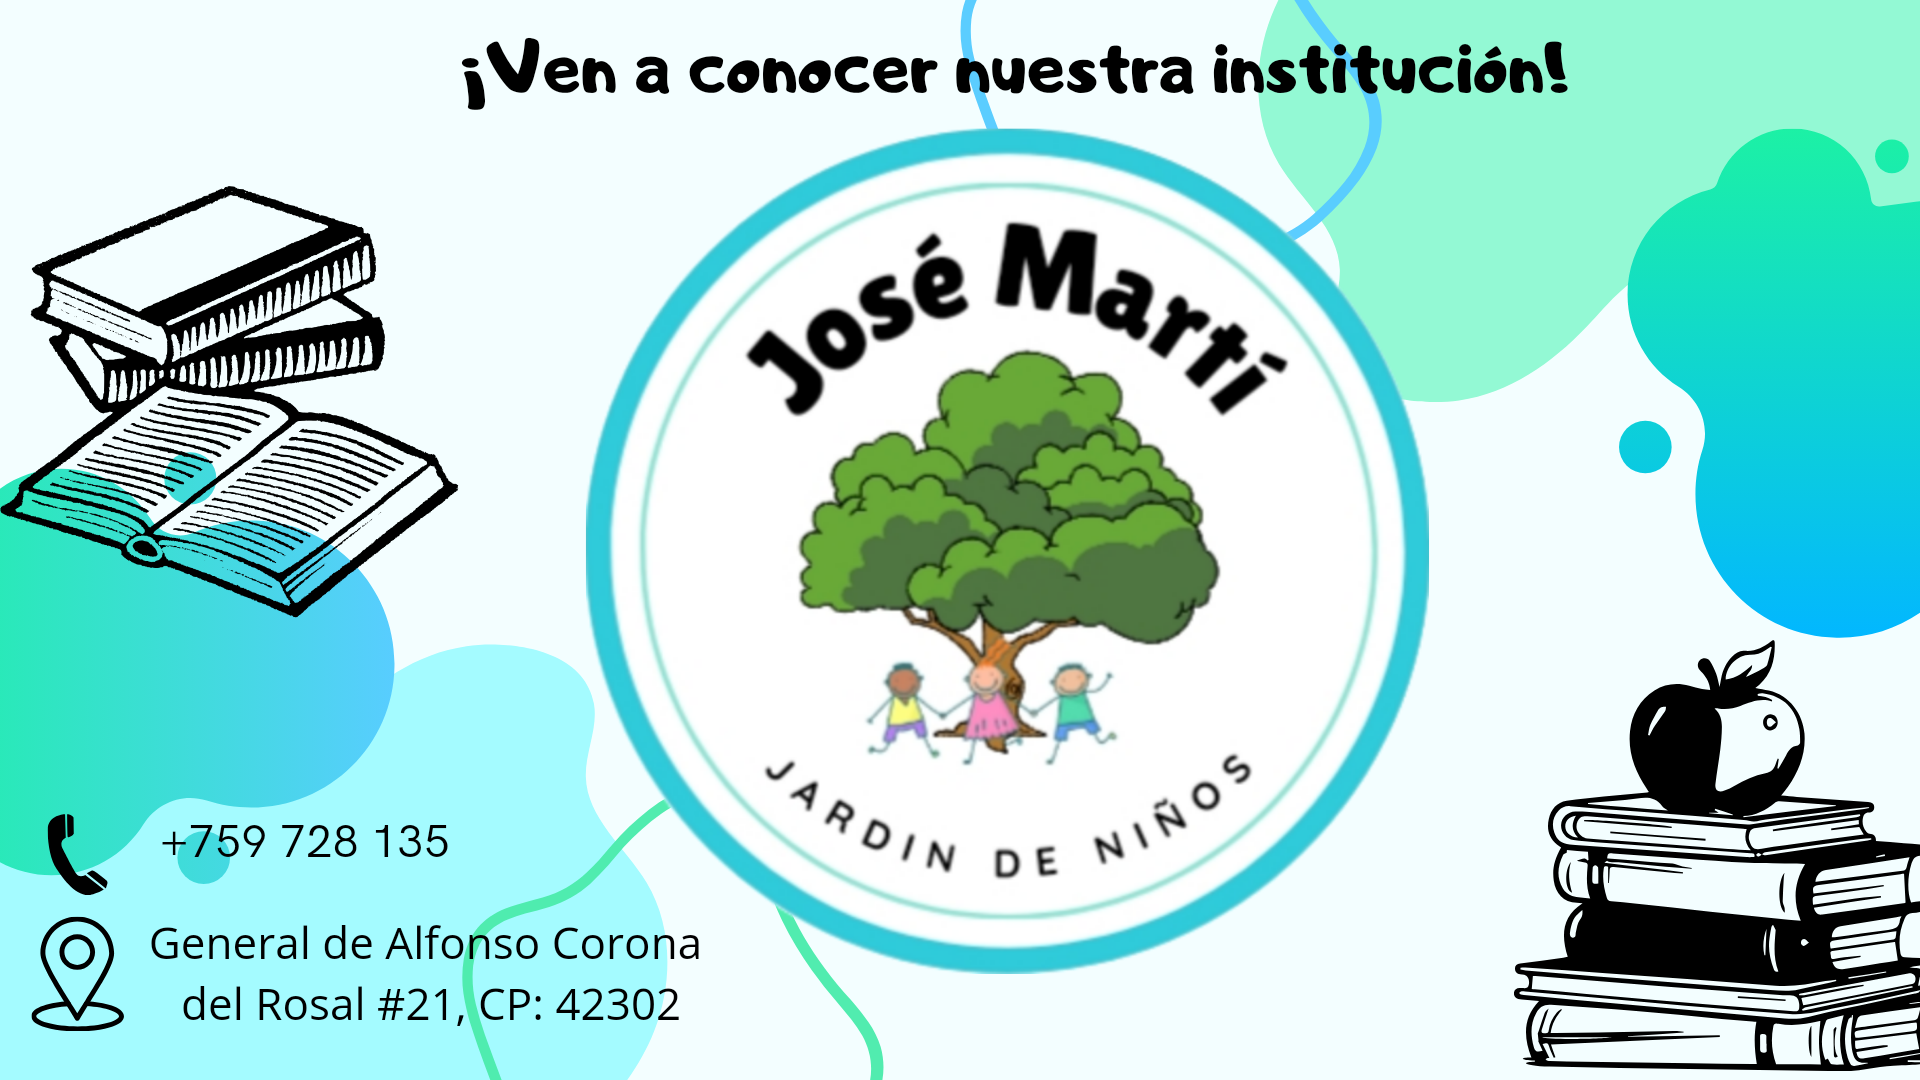 ¡Ven a conocer nuestra institución!
José Martí
JARDIN DE NIÑOS
+759 728 135
General de Alfonso Corona
del Rosal #21, CP: 42302